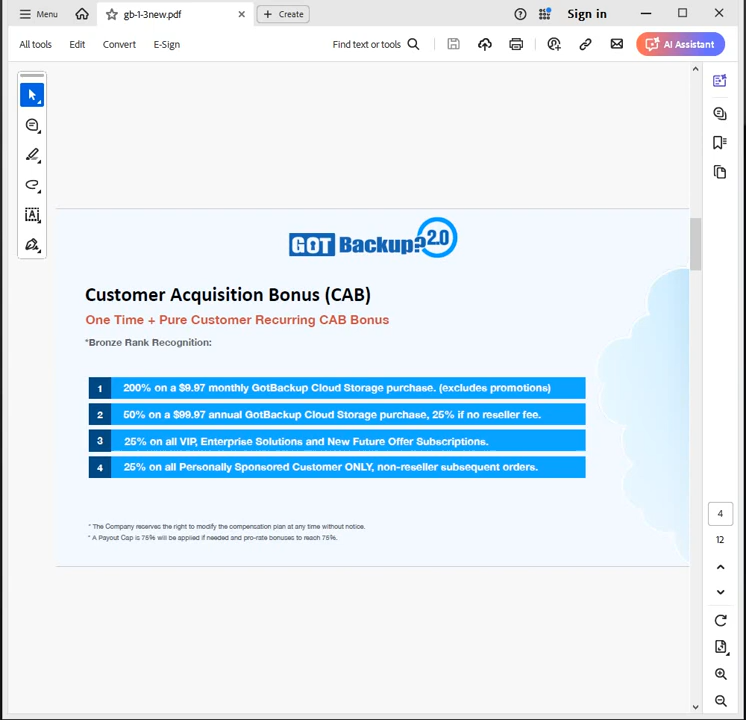 Menu
gb-1-3new.pdf
Create
Sign in
All tools
Edit
Convert
E-Sign
Find text or tools
AI Assistant
GOT Backup? 2.0
Customer Acquisition Bonus (CAB)
One Time + Pure Customer Recurring CAB Bonus
*Bronze Rank Recognition:
1 200% on a $9.97 monthly GotBackup Cloud Storage purchase. (excludes promotions)
2 50% on a $99.97 annual GotBackup Cloud Storage purchase, 25% if no reseller fee.
3 25% on all VIP, Enterprise Solutions and New Future Offer Subscriptions.
4 25% on all Personally Sponsored Customer ONLY, non-reseller subsequent orders.
* The Company reserves the right to modify the compensation plan at any time without notice.
* A Payout Cap is 75% will be applied if needed and pro-rate bonuses to reach 75%.
4
12